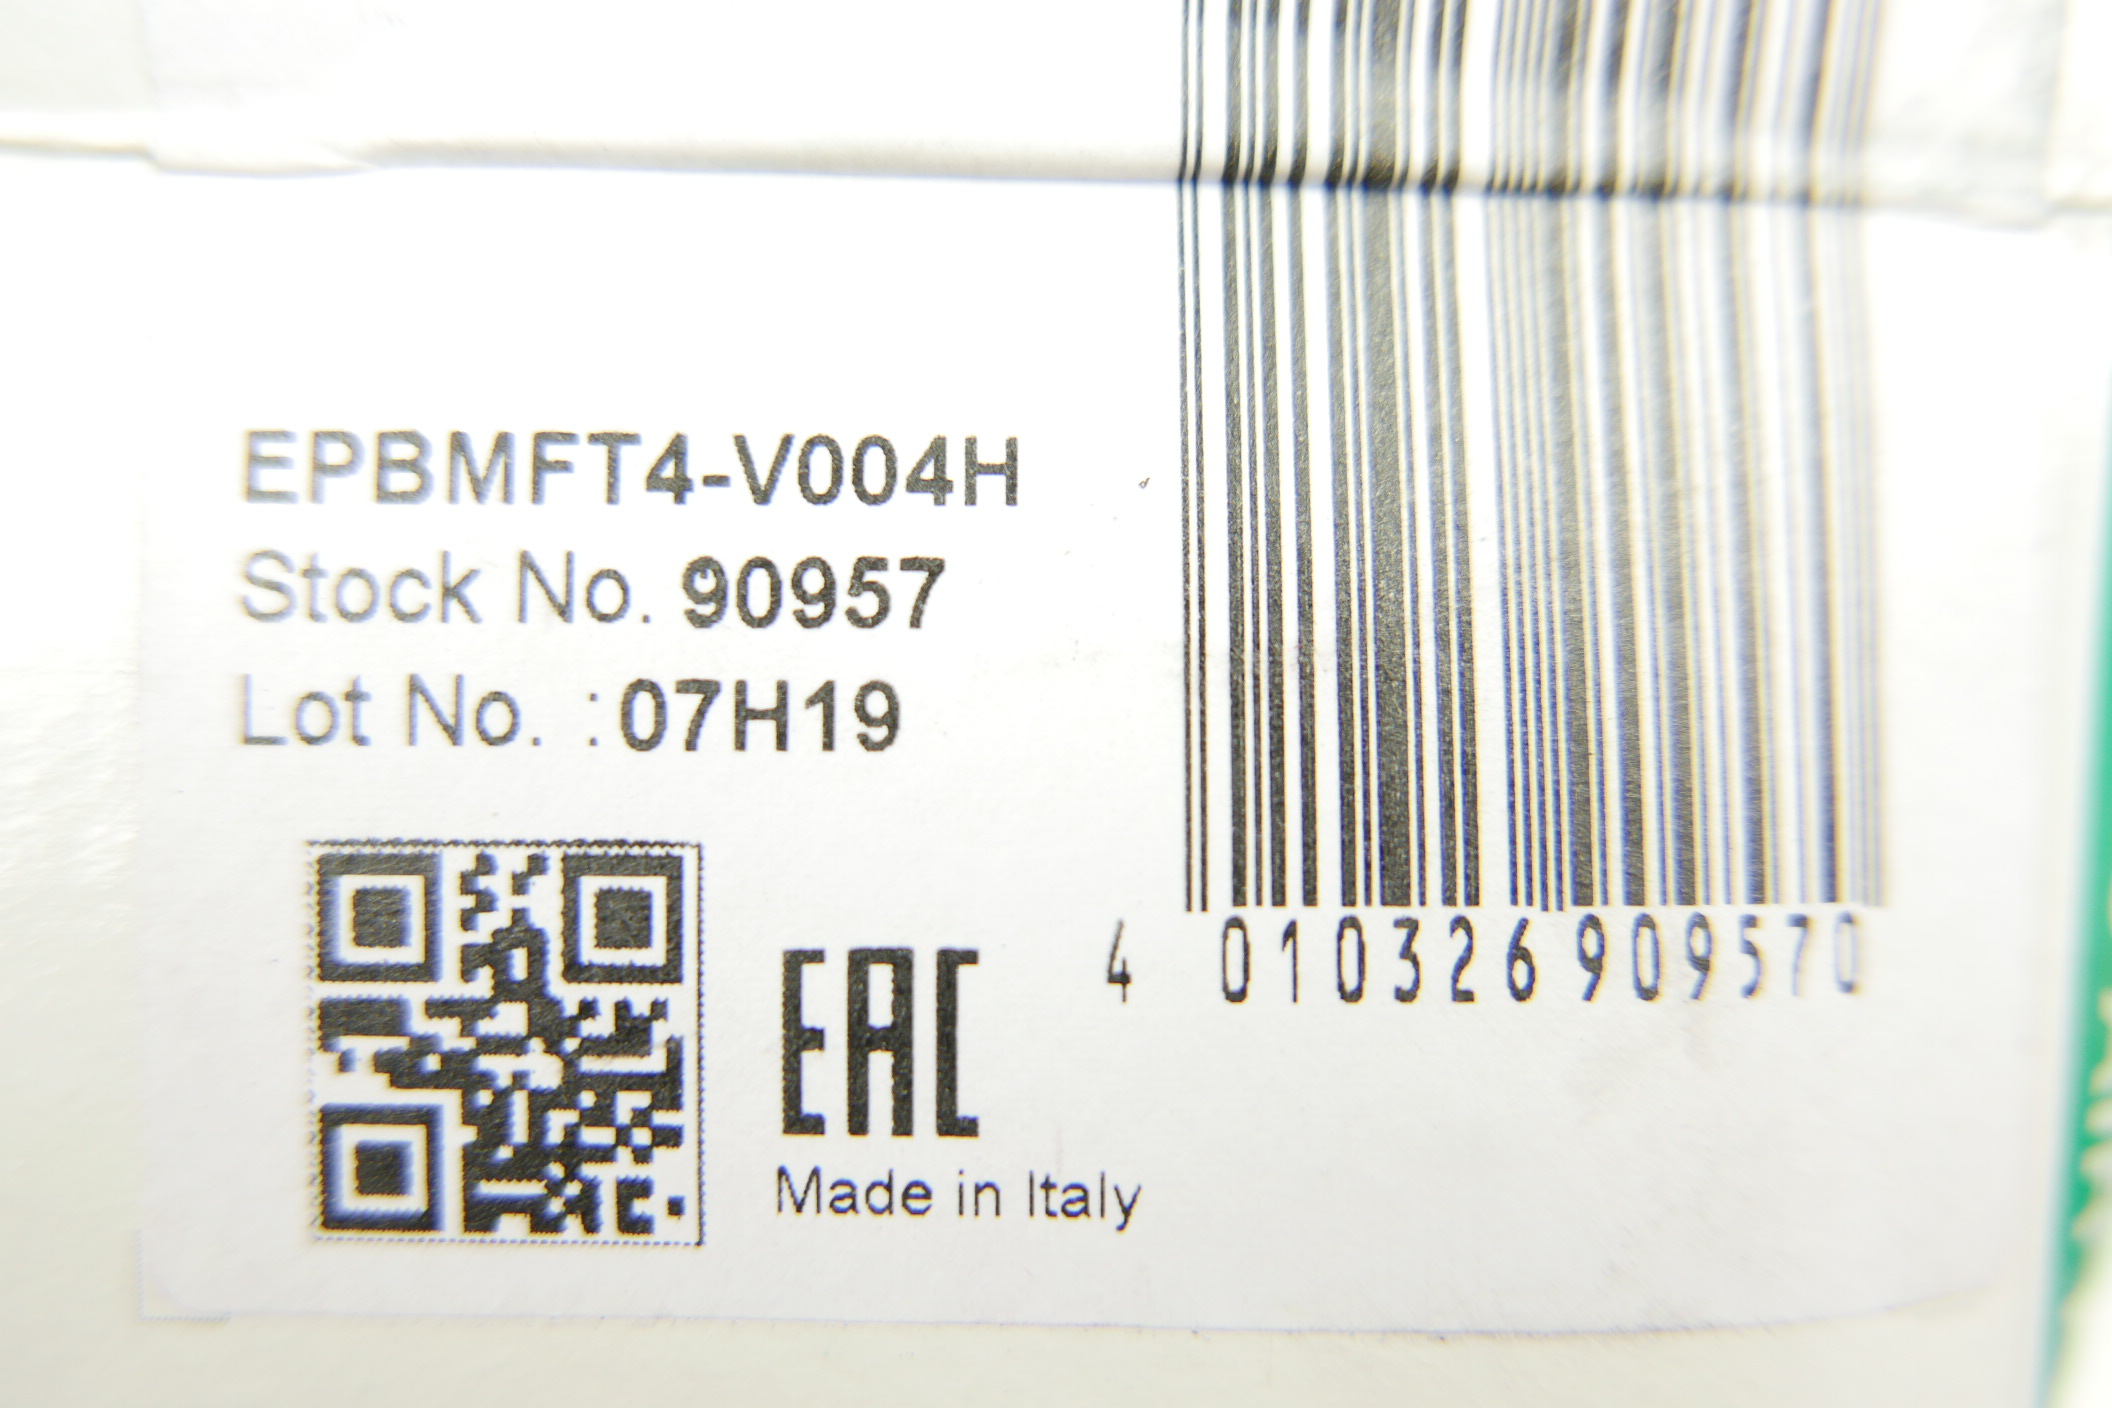 EPBMFT4-V004H
Stock No. 90957
Lot No. :07H19
EAC
4 010326 909570
Made in Italy